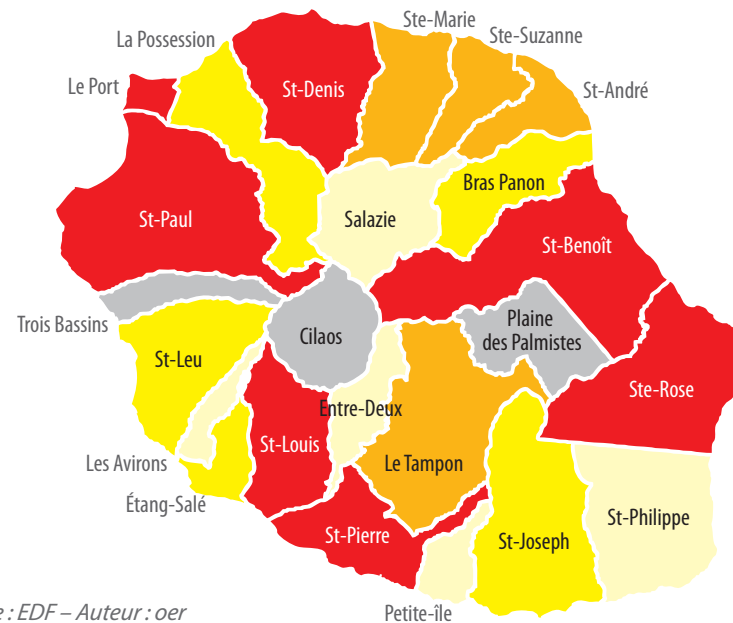 Ste-Marie
Ste-Suzanne
La Possession
Le Port
St-Denis
St-André
Bras Panon
St-Paul
Salazie
St-Benoît
Trois Bassins
Cilaos
Plaine
des Palmistes
St-Leu
Ste-Rose
Entre-Deux
St-Louis
Les Avirons
Le Tampon
Étang-Salé
St-Philippe
St-Pierre
St-Joseph
: EDF – Auteur : oer
Petite-île